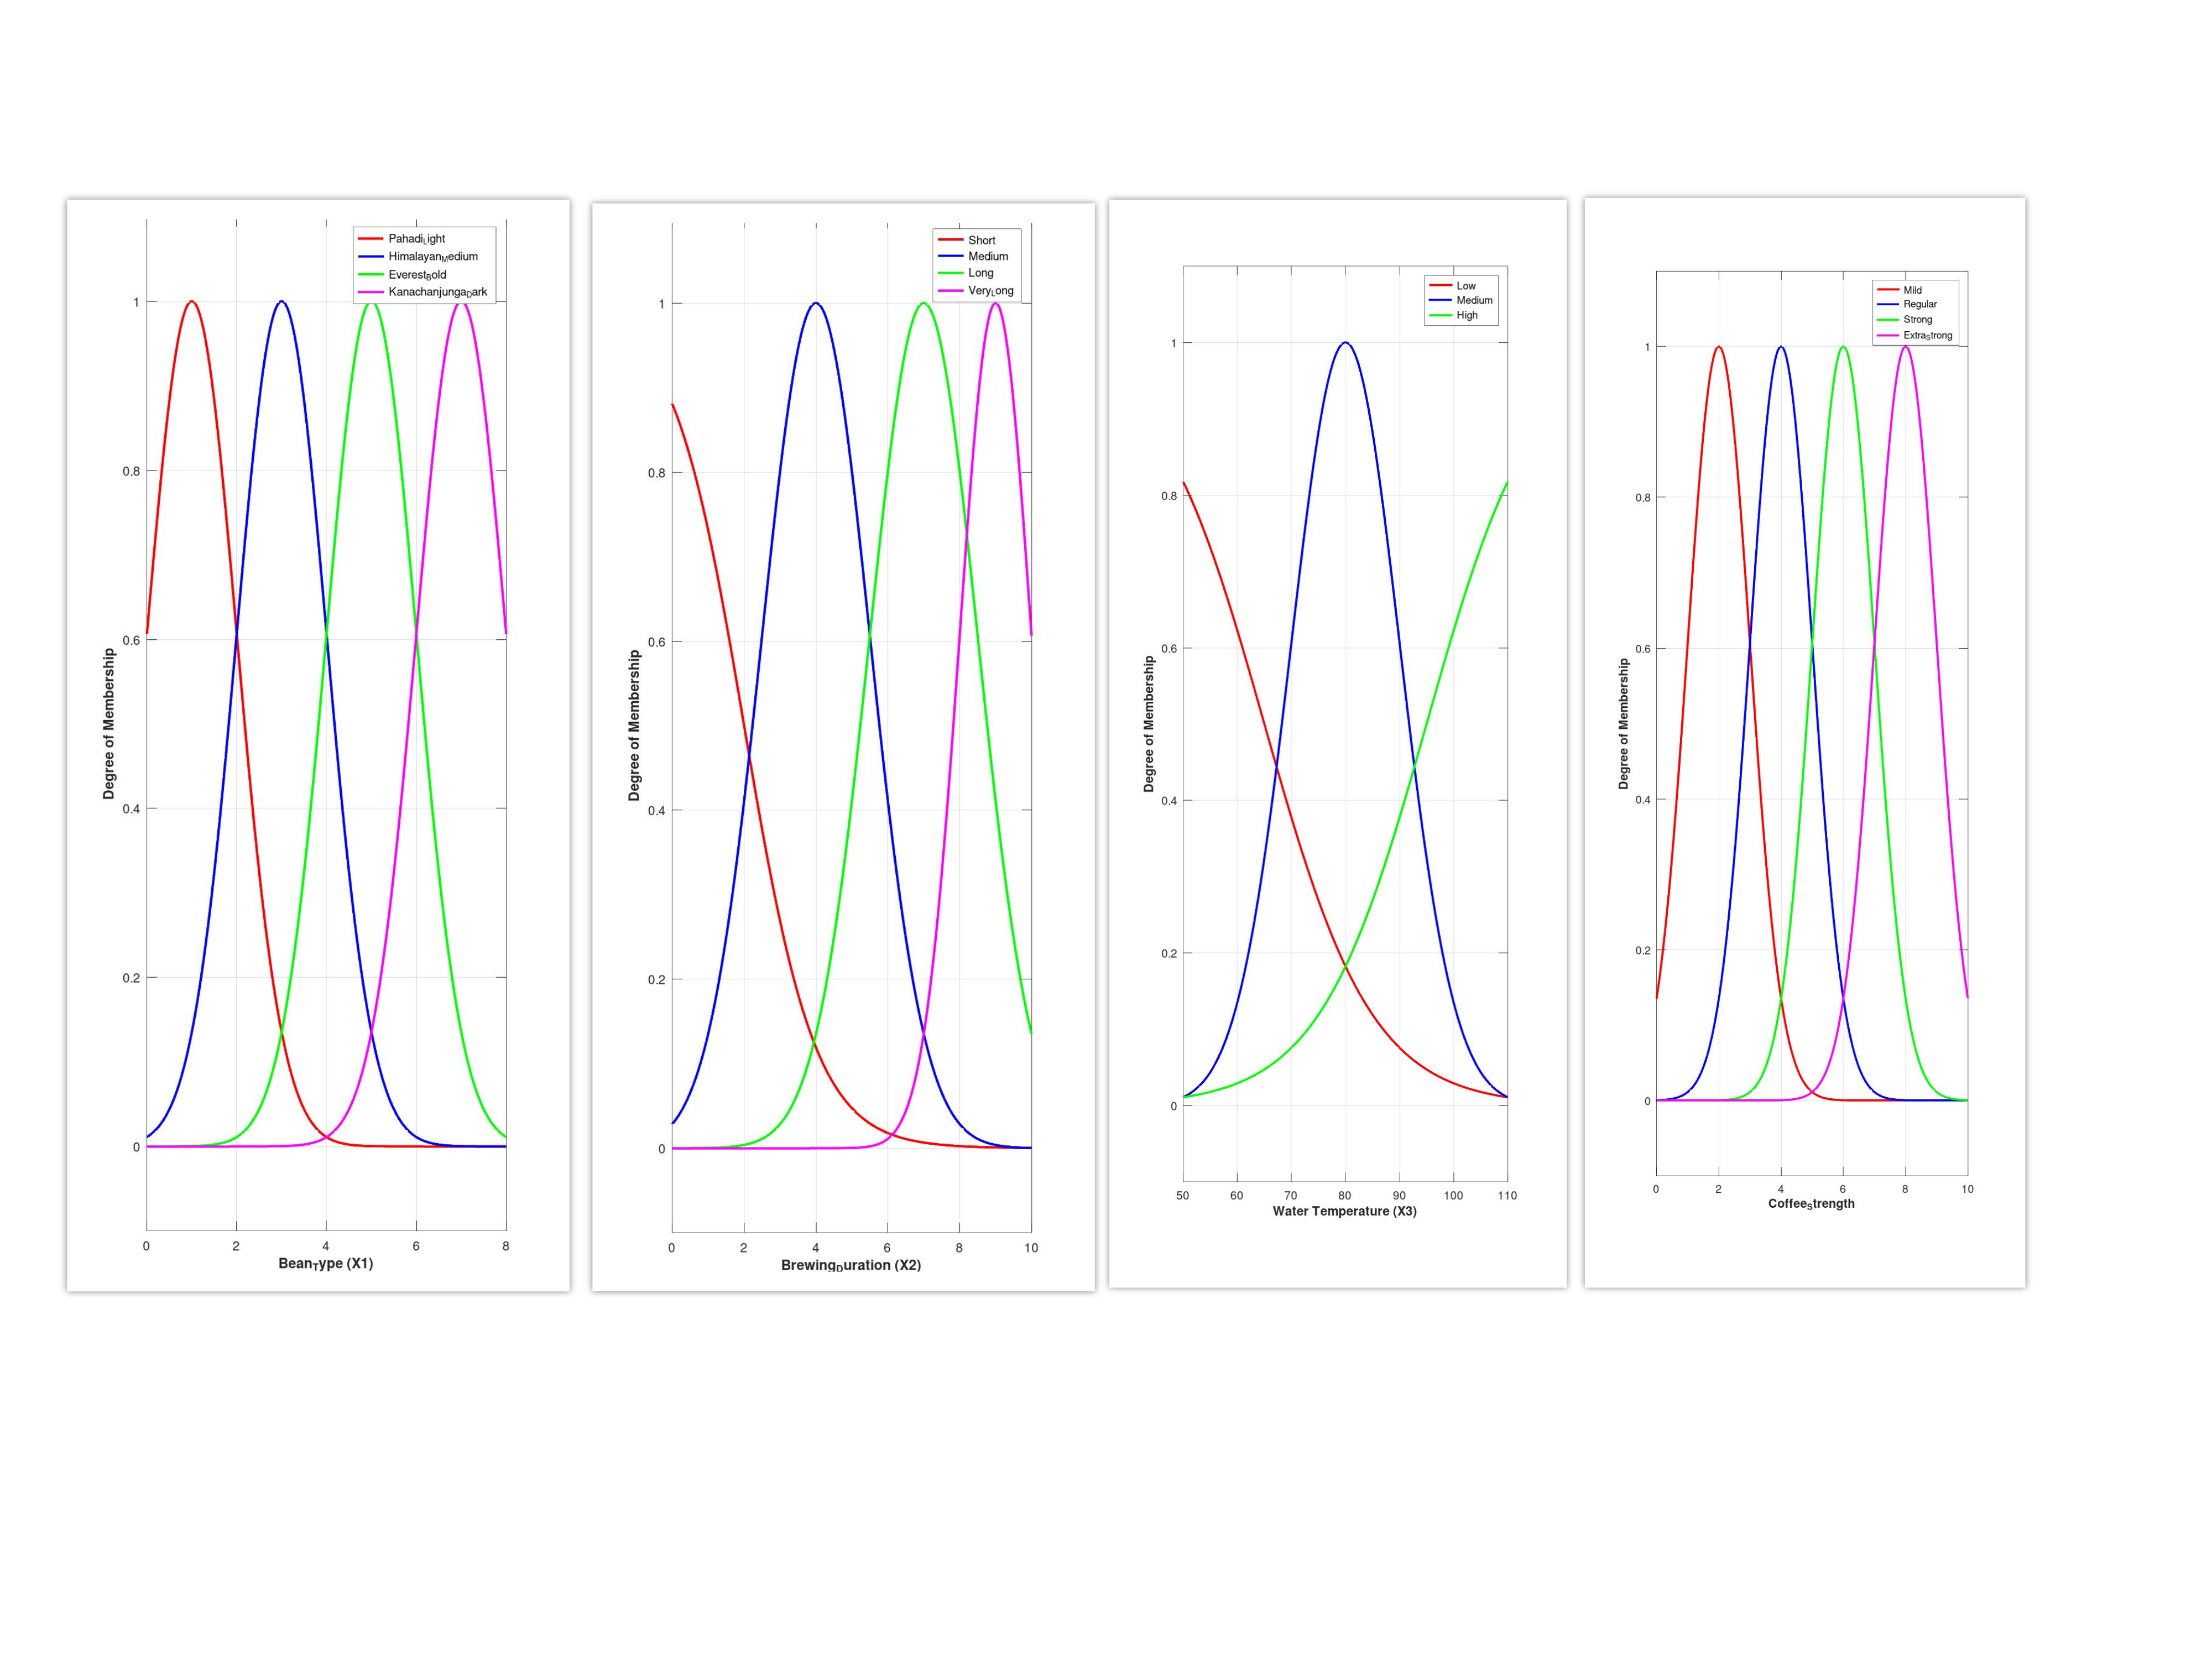 Pahadi_Light
Himalayan_Medium
Everest_Bold
Kanachanjunga_Dark
1
0.8
0.6
0.4
0.2
0
Degree of Membership
0 2 4 6 8
Bean_Type (X1)
Short
Medium
Long
Very_Long
1
0.8
0.6
0.4
0.2
0
Degree of Membership
0 2 4 6 8 10
Brewing_Duration (X2)
Low
Medium
High
1
0.8
0.6
0.4
0.2
0
Degree of Membership
50 60 70 80 90 100 110
Water Temperature (X3)
Mild
Regular
Strong
Extra_Strong
1
0.8
0.6
0.4
0.2
0
Degree of Membership
0 2 4 6 8 10
Coffee_Strength